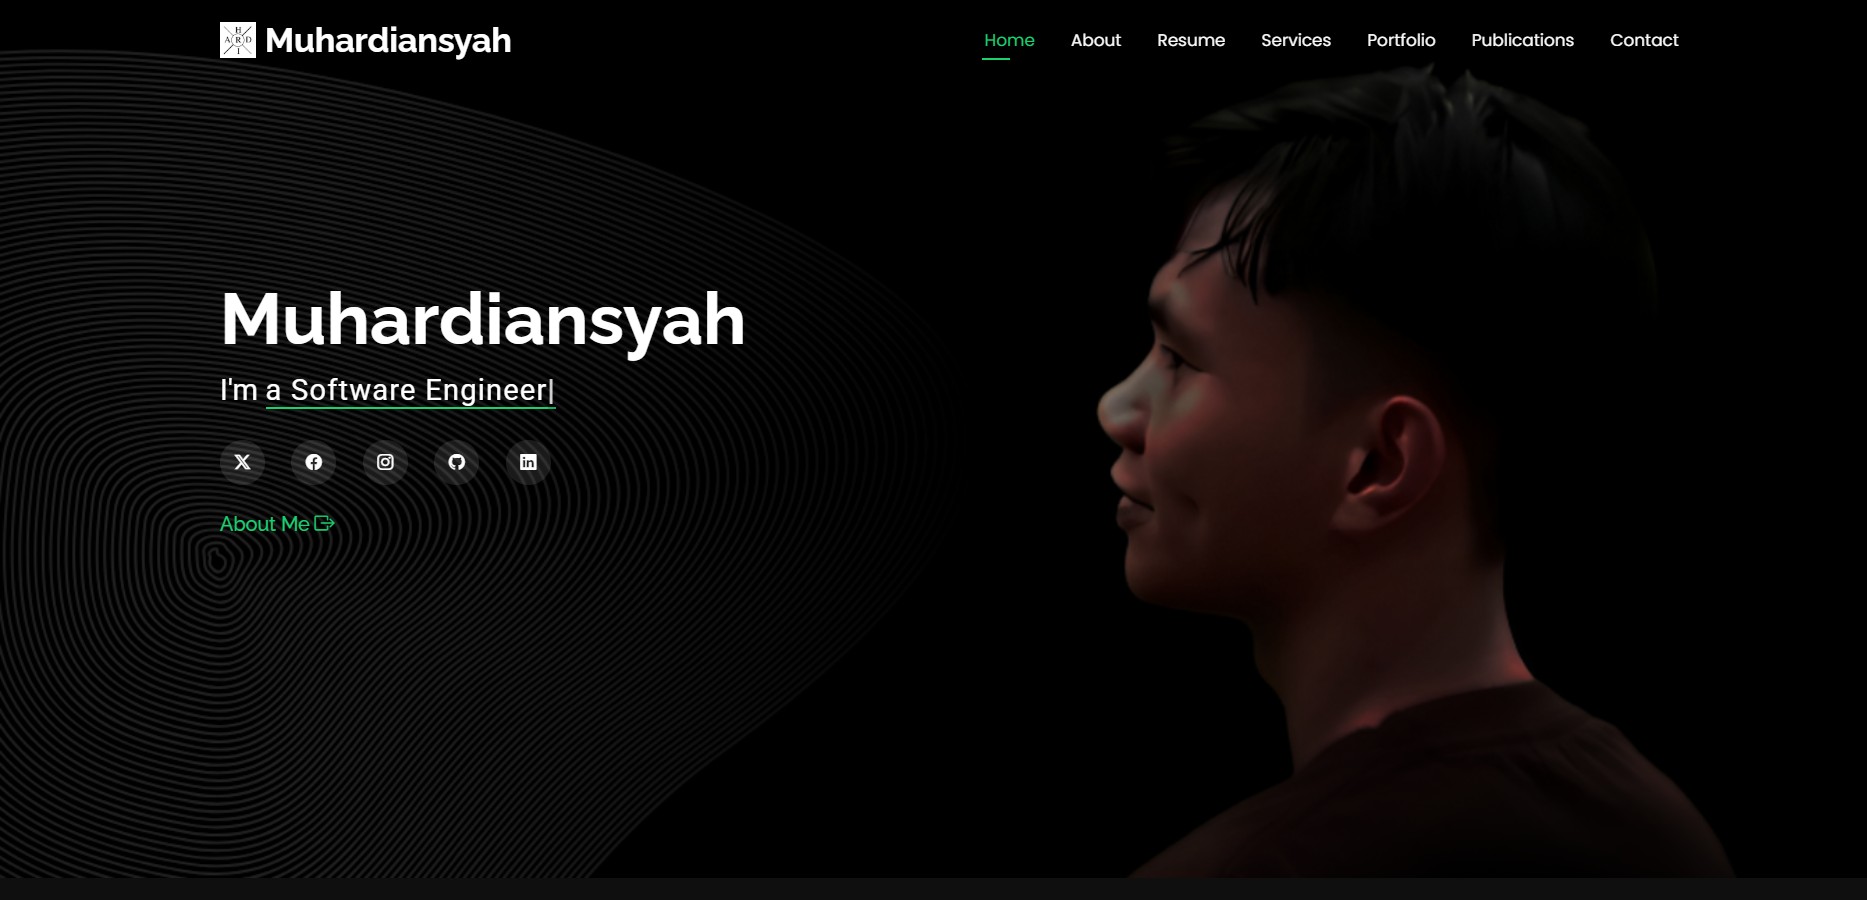 H
A R D
I
Muhardiansyah
Home About Resume Services Portfolio Publications Contact
Muhardiansyah
I'm a Software Engineer|
About Me